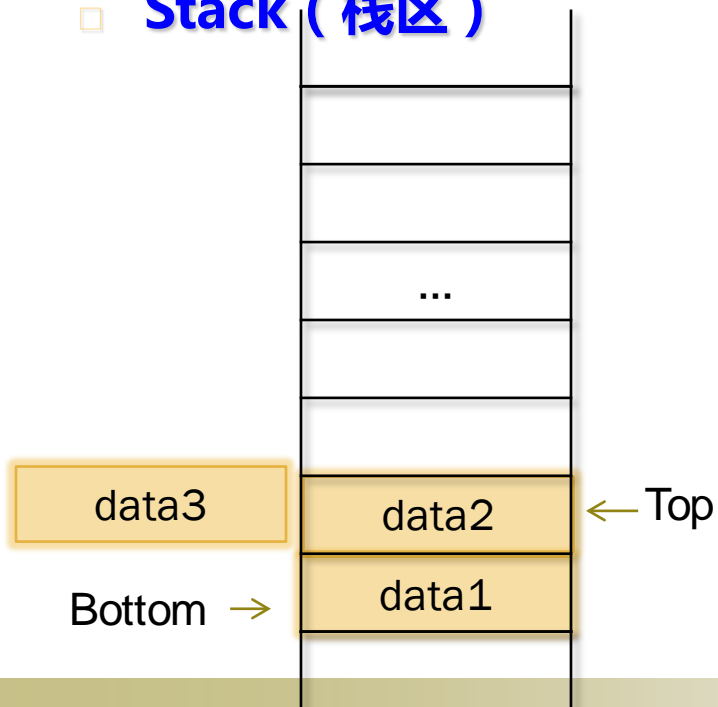 Stack（栈区）
...
data3
data2
Top
Bottom
data1